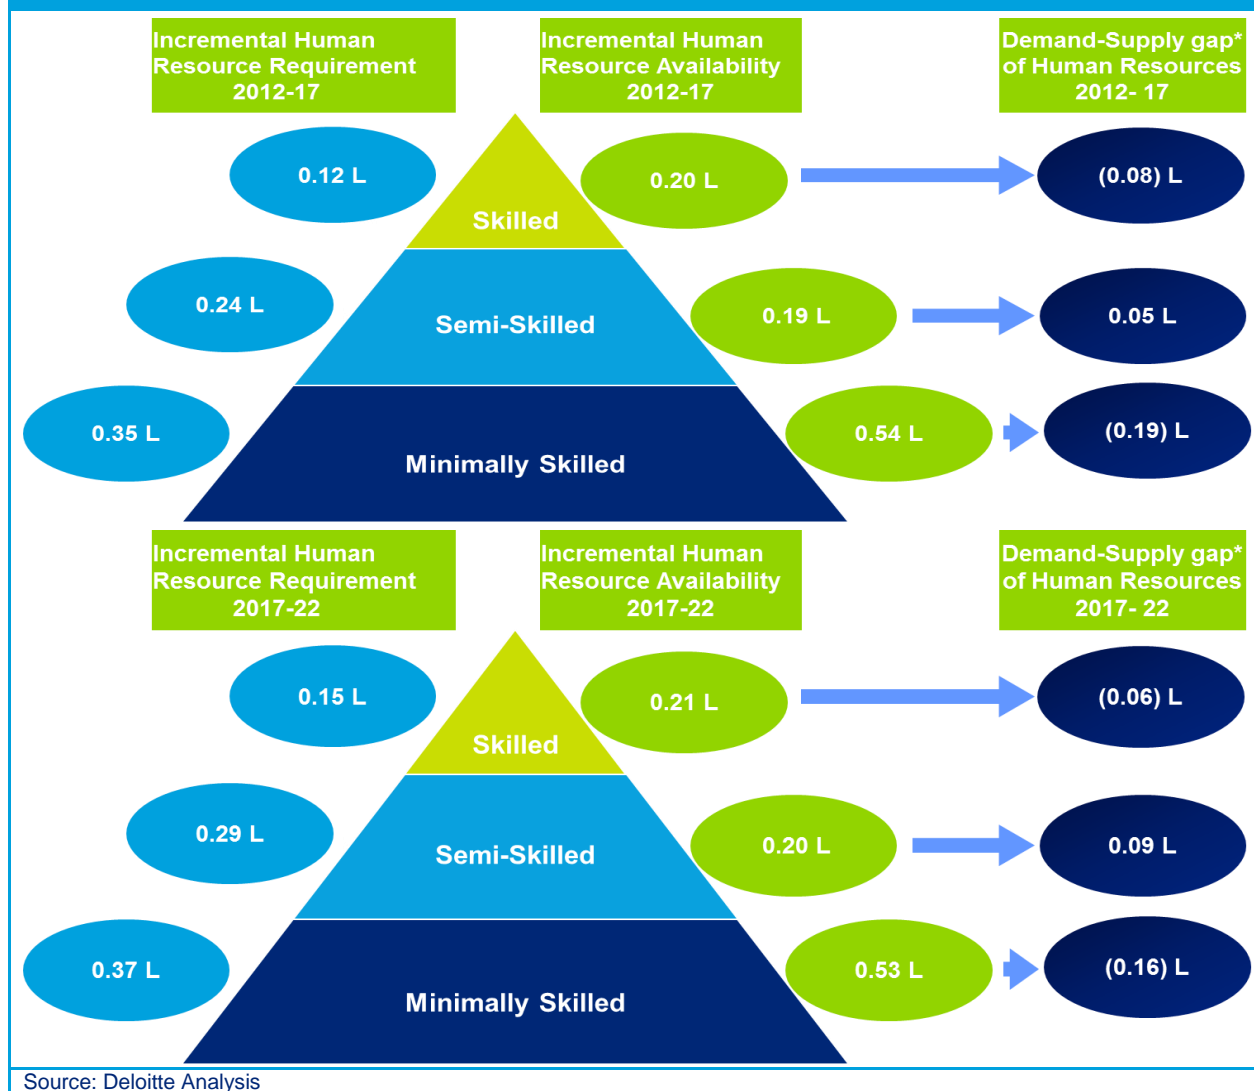 Incremental Human
Resource Requirement
2012-17
Incremental Human
Resource Availability
2012-17
Demand-Supply gap*
of Human Resources
2012- 17
0.12 L
Skilled
0.20 L
(0.08) L
0.24 L
Semi-Skilled
0.19 L
0.05 L
0.35 L
Minimally Skilled
0.54 L
(0.19) L
Incremental Human
Resource Requirement
2017-22
Incremental Human
Resource Availability
2017-22
Demand-Supply gap*
of Human Resources
2017- 22
0.15 L
Skilled
0.21 L
(0.06) L
0.29 L
Semi-Skilled
0.20 L
0.09 L
0.37 L
Minimally Skilled
0.53 L
(0.16) L
Source: Deloitte Analysis